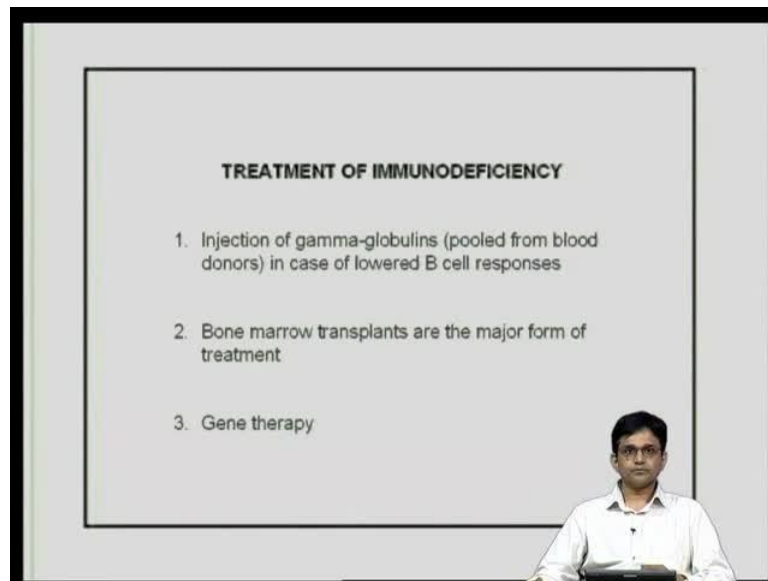 TREATMENT OF IMMUNODEFICIENCY
1. Injection of gamma-globulins (pooled from blood
donors) in case of lowered B cell responses
2. Bone marrow transplants are the major form of
treatment
3. Gene therapy